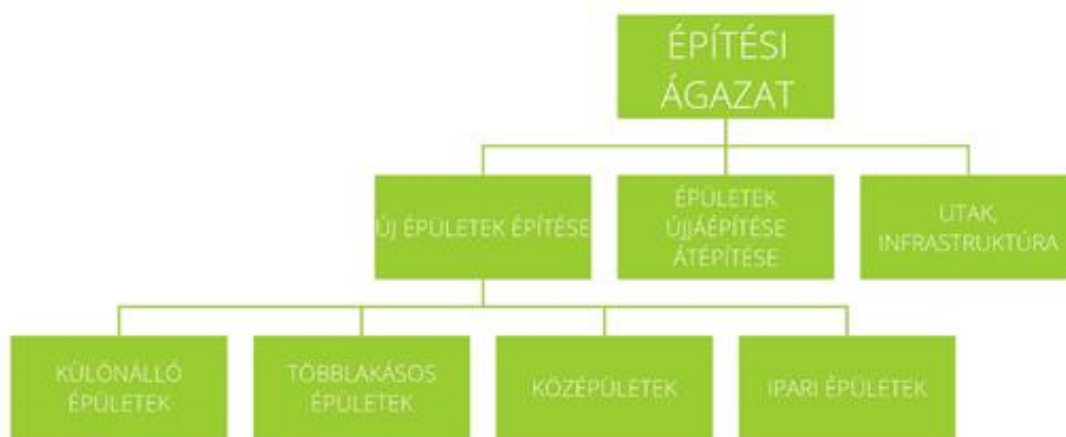 ÉPÍTÉSI
ÁGAZAT
ÚJ ÉPÜLETEK ÉPÍTÉSE
ÉPÜLETEK
ÚJJÁÉPÍTÉSE
ÁTÉPÍTÉSE
UTAK,
INFRASTRUKTÚRA
KÜLÖNÁLLÓ
ÉPÜLETEK
TÖBBLAKÁSOS
ÉPÜLETEK
KÖZÉPÜLETEK
IPARI ÉPÜLETEK